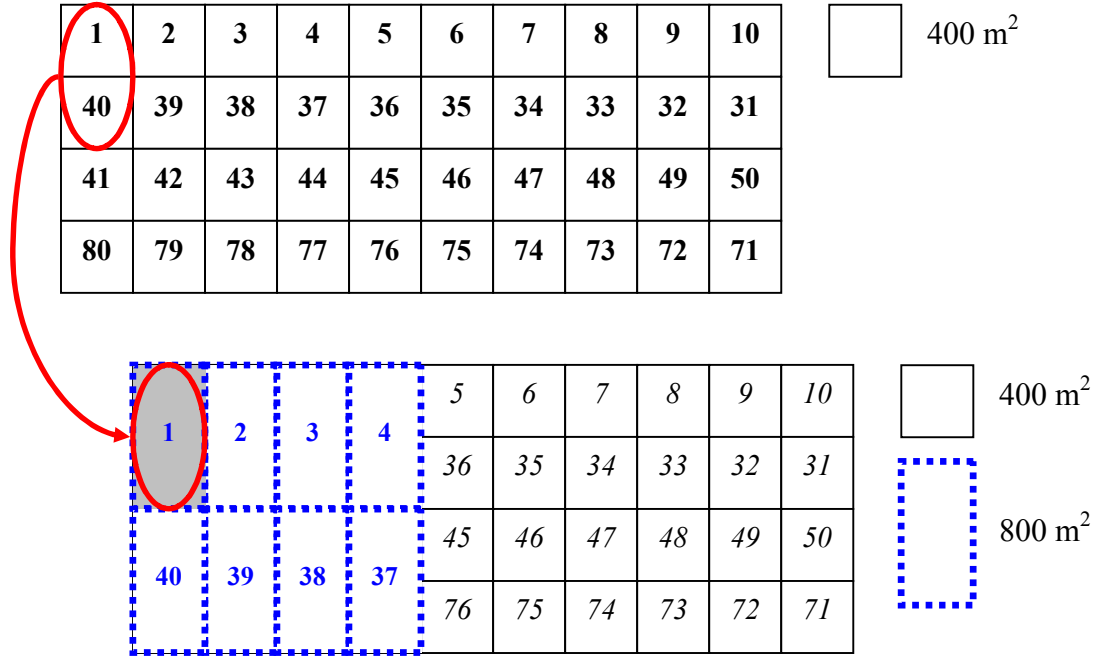 1 2 3 4 5 6 7 8 9 10 400 m²
40 39 38 37 36 35 34 33 32 31
41 42 43 44 45 46 47 48 49 50
80 79 78 77 76 75 74 73 72 71
5 6 7 8 9 10 400 m²
1 2 3 4
36 35 34 33 32 31
45 46 47 48 49 50 800 m²
40 39 38 37
76 75 74 73 72 71